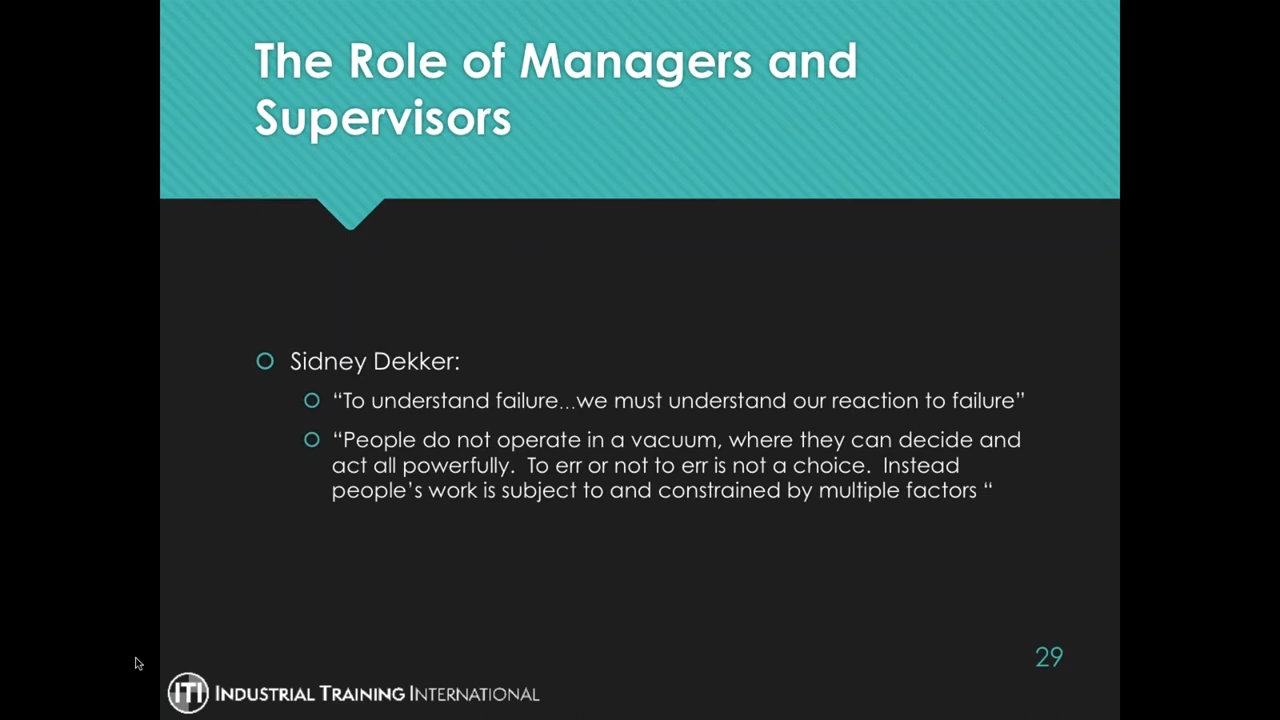 The Role of Managers and
Supervisors
Sidney Dekker:
“To understand failure...we must understand our reaction to failure”
“People do not operate in a vacuum, where they can decide and
act all powerfully.  To err or not to err is not a choice.  Instead
people’s work is subject to and constrained by multiple factors “
29
ITI INDUSTRIAL TRAINING INTERNATIONAL